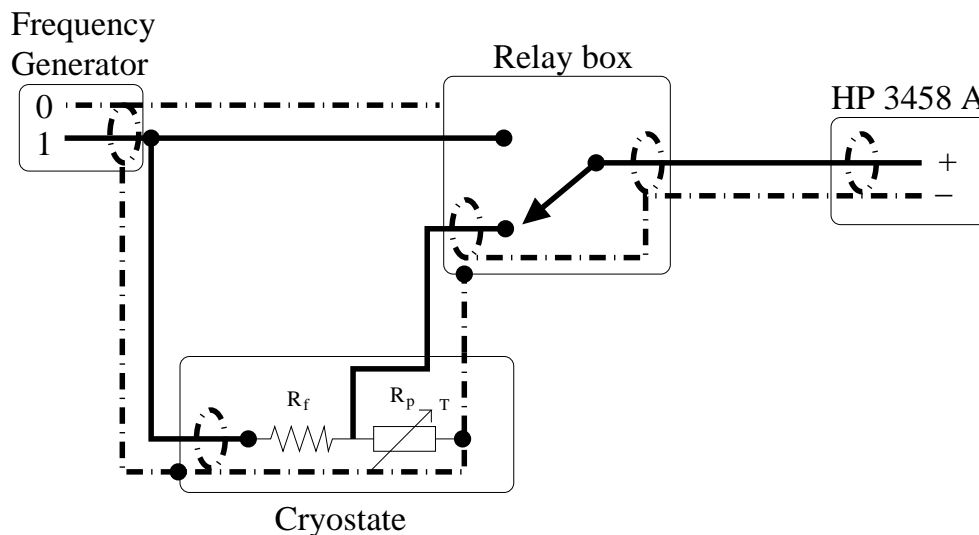 Frequency
Generator
0
1
Relay box
HP 3458 A
+
−
R_f
R_p
T
Cryostate